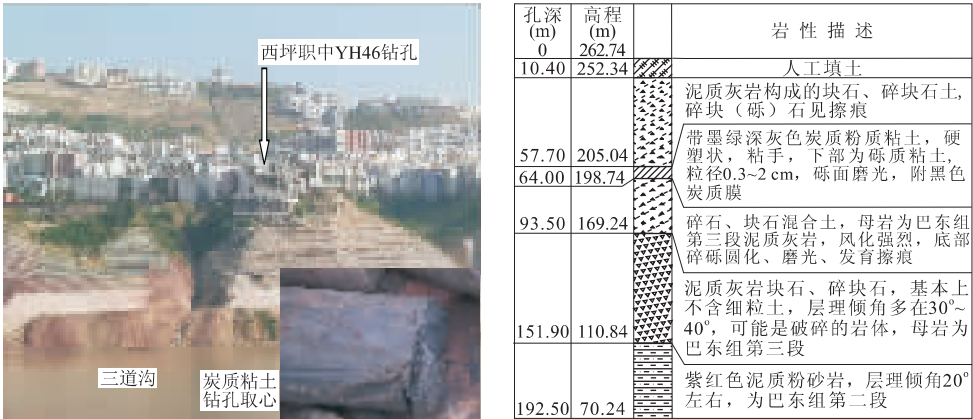 西坪职中YH46钻孔
三道沟
炭质粘土
钻孔取心
孔深 高程 岩 性 描 述
(m) (m)
0 262.74
10.40 252.34 人工填土
泥质灰岩构成的块石、碎块石土,
碎块（砾）石见擦痕
57.70 205.04
带墨绿深灰色炭质粉质粘土，硬
塑状，粘手，下部为砾质粘土,
粒径0.3~2 cm，砾面磨光，附黑色
炭质膜
64.00 198.74
93.50 169.24
碎石、块石混合土，母岩为巴东组
第三段泥质灰岩，风化强烈，底部
碎砾圆化、磨光、发育擦痕
泥质灰岩块石、碎块石，基本上
不含细粒土，层理倾角多在30°~
40°，可能是破碎的岩体，母岩为
巴东组第三段
151.90 110.84
紫红色泥质粉砂岩，层理倾角20°
左右，为巴东组第二段
192.50 70.24